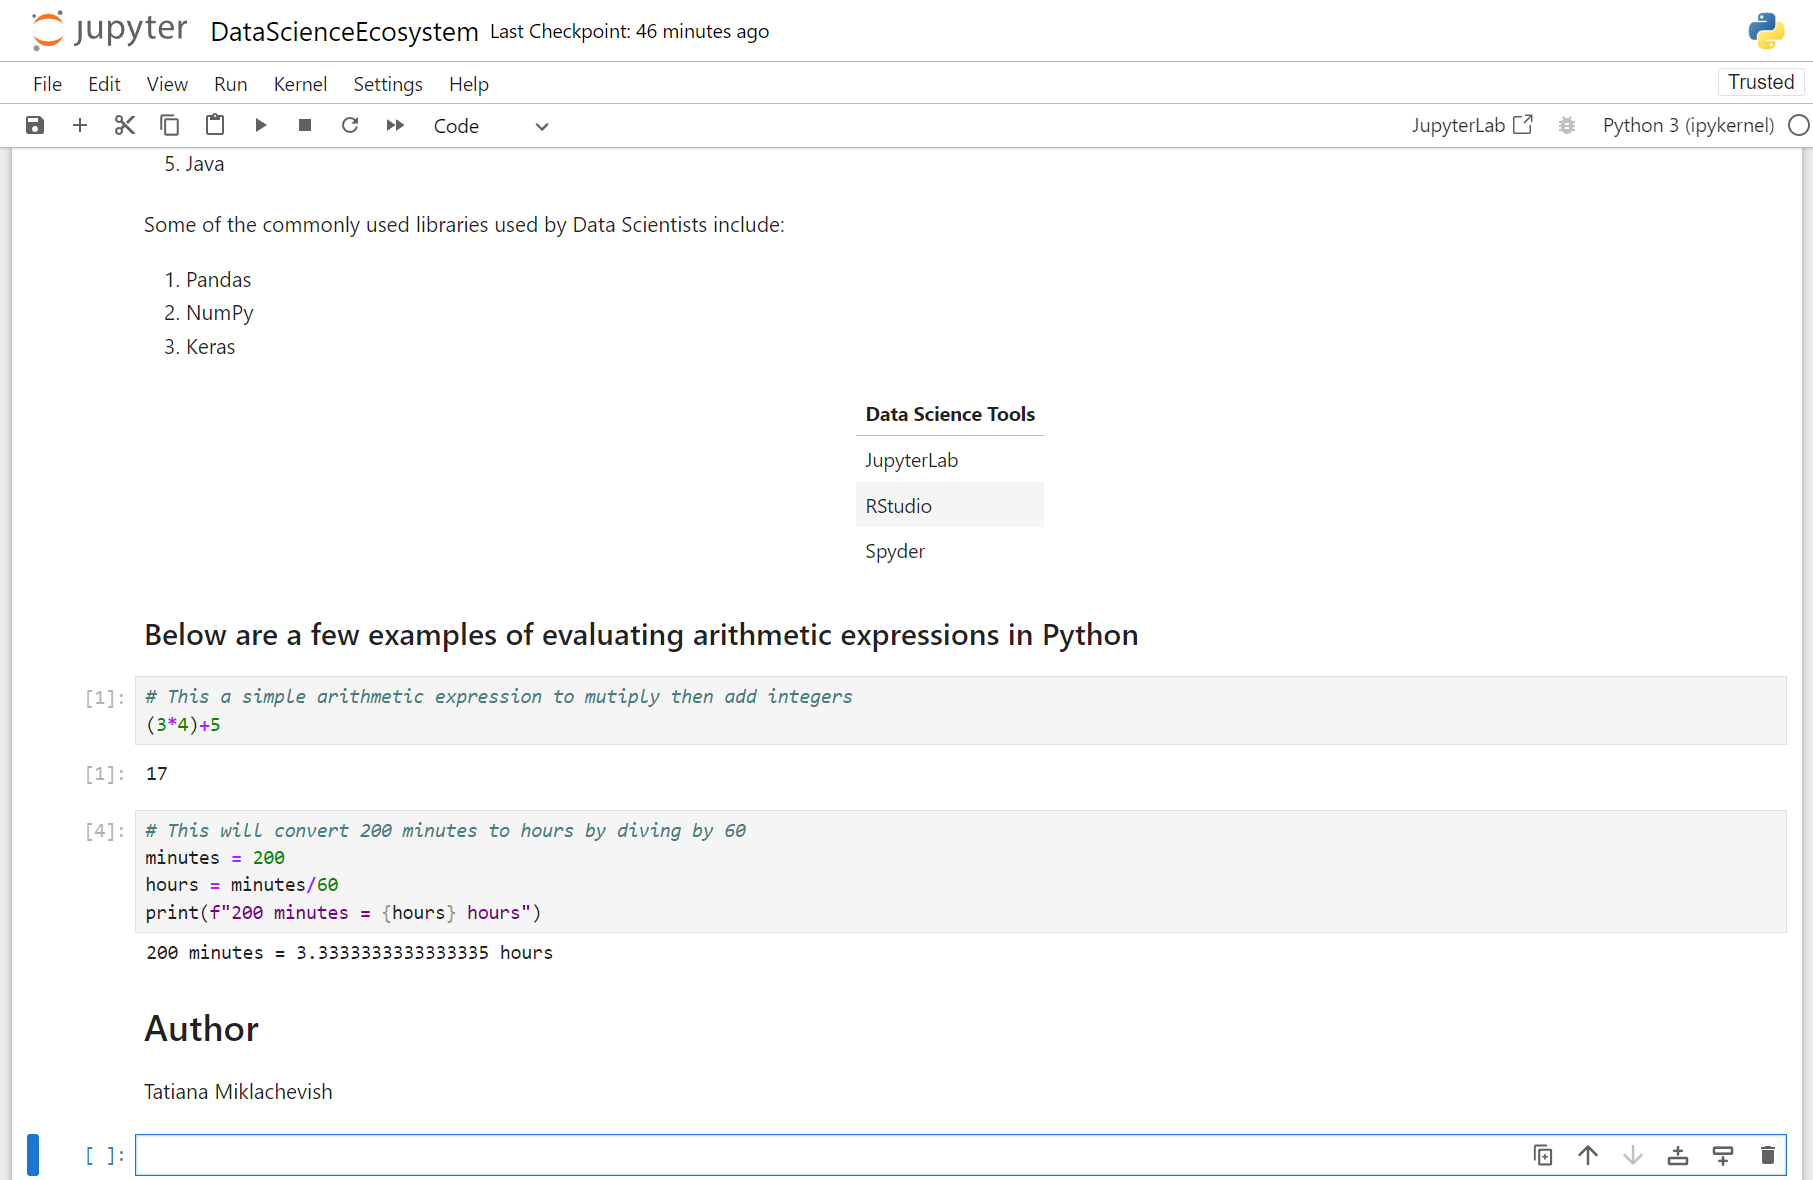 jupyter DataScienceEcosystem Last Checkpoint: 46 minutes ago
File Edit View Run Kernel Settings Help Trusted
Code JupyterLab Python 3 (ipykernel)
5. Java
Some of the commonly used libraries used by Data Scientists include:
1. Pandas
2. NumPy
3. Keras
Data Science Tools
JupyterLab
RStudio
Spyder
Below are a few examples of evaluating arithmetic expressions in Python
[1]: # This a simple arithmetic expression to mutiply then add integers
(3*4)+5
[1]: 17
[4]: # This will convert 200 minutes to hours by diving by 60
minutes = 200
hours = minutes/60
print(f"200 minutes = {hours} hours")
200 minutes = 3.3333333333333335 hours
Author
Tatiana Miklachevish
[ ]: